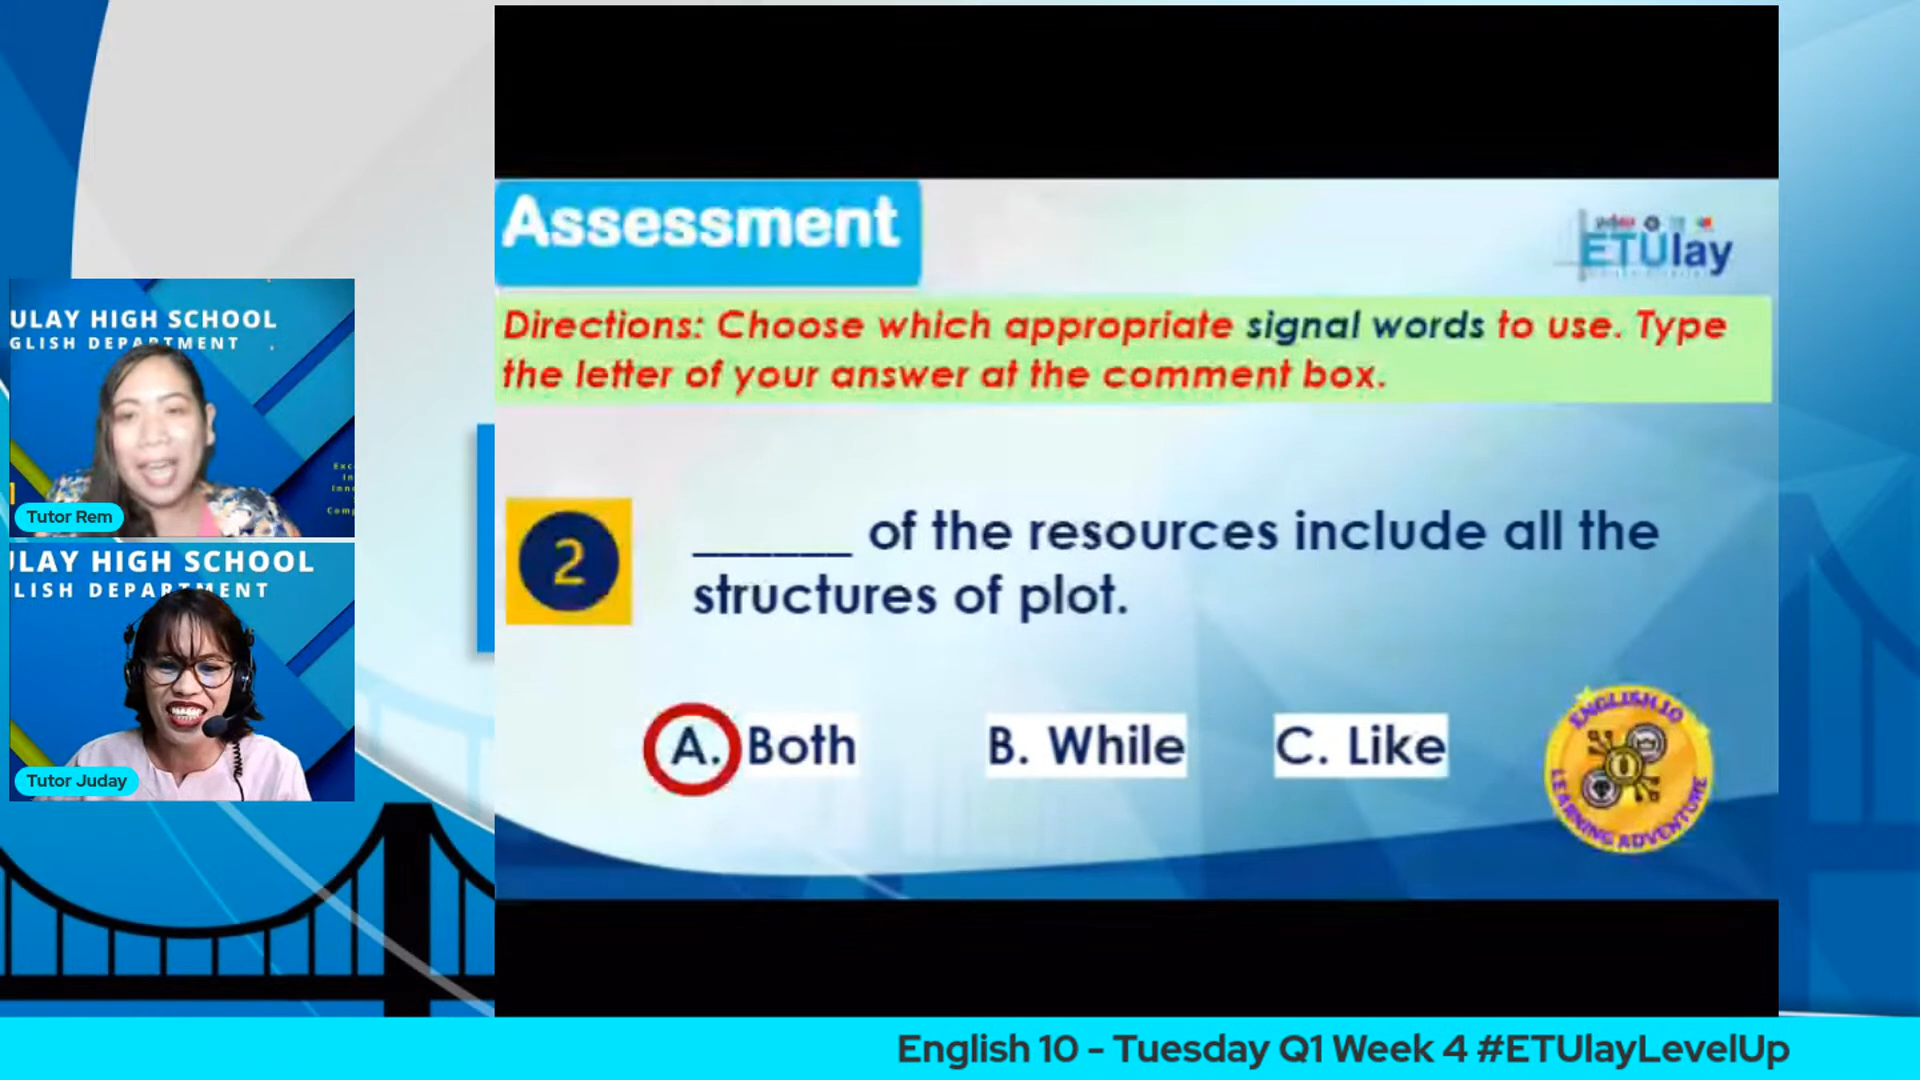 Assessment
ETUlay
Directions: Choose which appropriate signal words to use. Type
the letter of your answer at the comment box.
2
______ of the resources include all the
structures of plot.
A. Both
B. While
C. Like
ENGLISH 10
LEARNING ADVENTURE
ULAY HIGH SCHOOL
GLISH DEPARTMENT
Tutor Rem
ULAY HIGH SCHOOL
LISH DEPARTMENT
Tutor Juday
English 10 - Tuesday Q1 Week 4 #ETUlayLevelUp